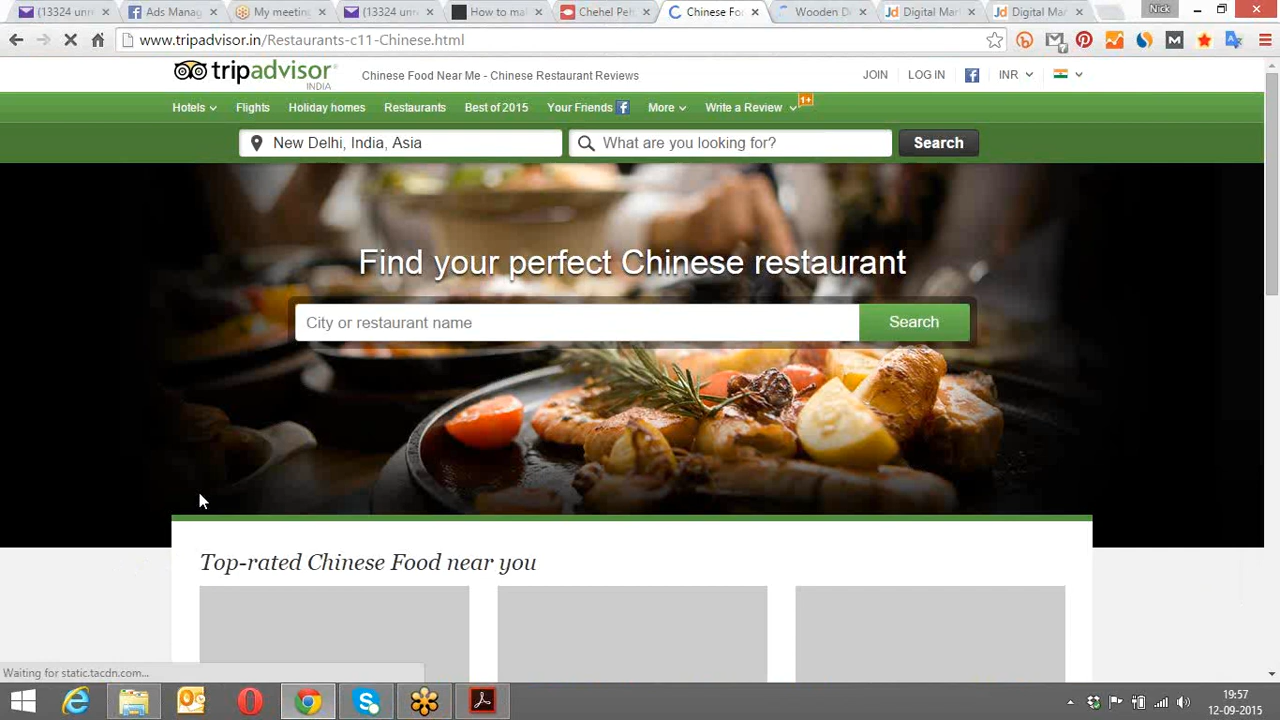 (13324 unr
Ads Manag
My meetin
(13324 unr
How to ma
Chehel Pel
Chinese Fo
Wooden D
Digital Mar
Digital Mar
Nick
www.tripadvisor.in/Restaurants-c11-Chinese.html
tripadvisor
INDIA
Chinese Food Near Me - Chinese Restaurant Reviews
JOIN
LOG IN
INR
Hotels
Flights
Holiday homes
Restaurants
Best of 2015
Your Friends
More
Write a Review
1+
New Delhi, India, Asia
What are you looking for?
Search
Find your perfect Chinese restaurant
City or restaurant name
Search
Top-rated Chinese Food near you
Waiting for static.tacdn.com...
19:57
12-09-2015